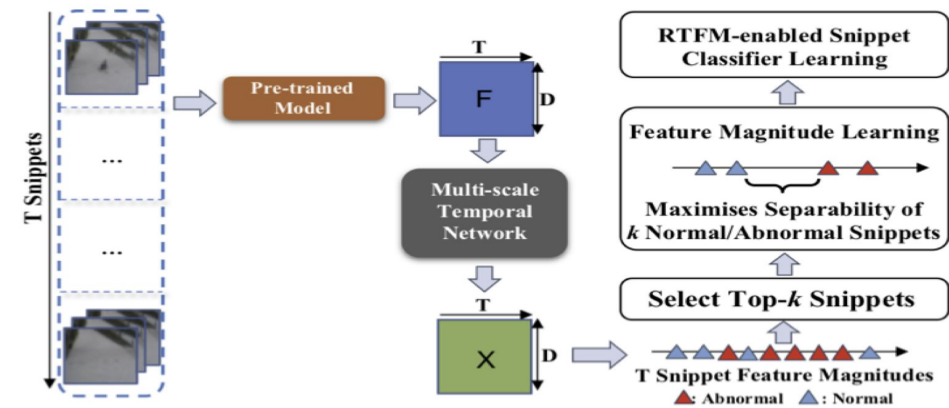 T Snippets
...
...
Pre-trained
Model
T
F
D
Multi-scale
Temporal
Network
T
X
D
RTFM-enabled Snippet
Classifier Learning
Feature Magnitude Learning
Maximises Separability of
k Normal/Abnormal Snippets
Select Top-k Snippets
T Snippet Feature Magnitudes
: Abnormal : Normal